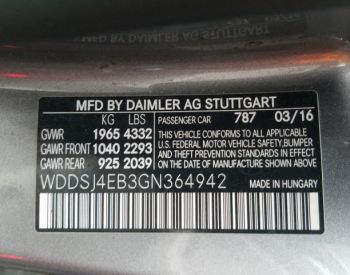 MFD BY DAIMLER AG STUTTGART
KG LBS PASSENGER CAR 787 03/16
GVWR 1965 4332 THIS VEHICLE CONFORMS TO ALL APPLICABLE
GAWR FRONT 1040 2293 U.S. FEDERAL MOTOR VEHICLE SAFETY,BUMPER
GAWR REAR 925 2039 AND THEFT PREVENTION STANDARDS IN EFFECT
ON THE DATE OF MANUFACTURE SHOWN ABOVE.
WDDSJ4EB3GN364942 MADE IN HUNGARY